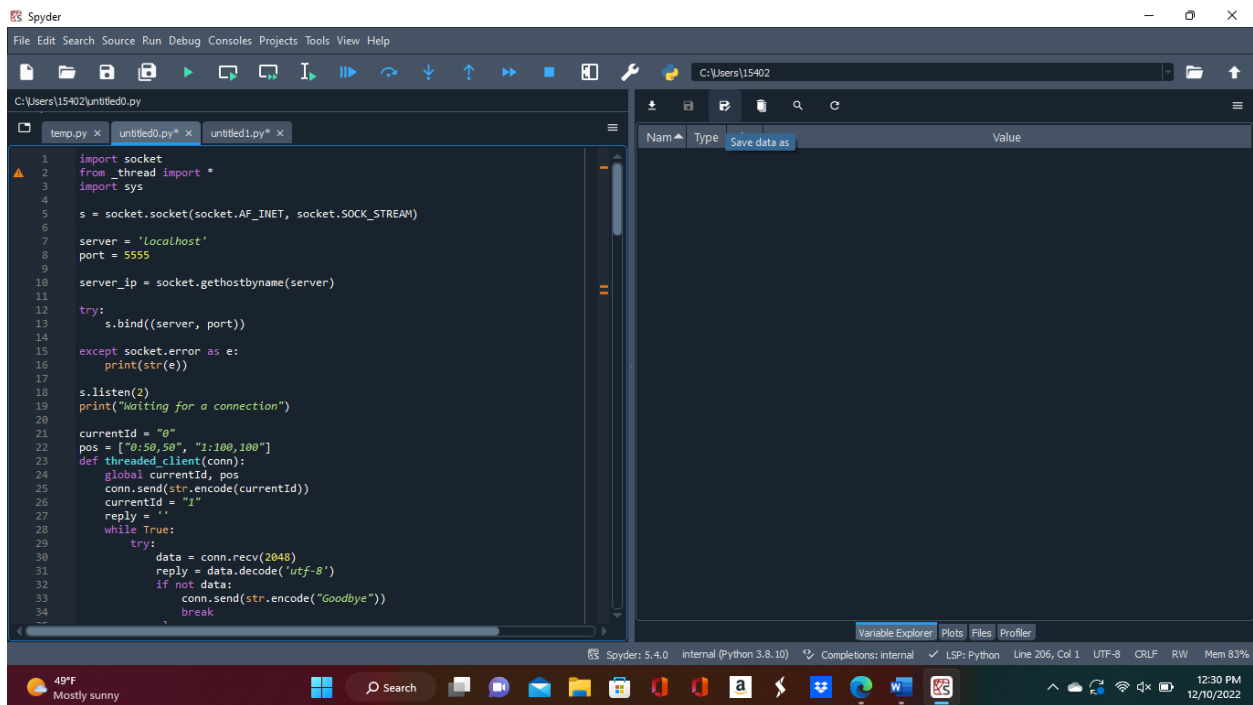 Spyder
File Edit Search Source Run Debug Consoles Projects Tools View Help
C:\Users\15402
C:\Users\15402\untitled0.py
temp.py untitled0.py* untitled1.py*
Nam Type Value
Save data as
1 import socket
2 from _thread import *
3 import sys
4
5 s = socket.socket(socket.AF_INET, socket.SOCK_STREAM)
6
7 server = 'localhost'
8 port = 5555
9
10 server_ip = socket.gethostbyname(server)
11
12 try:
13 s.bind((server, port))
14
15 except socket.error as e:
16 print(str(e))
17
18 s.listen(2)
19 print("Waiting for a connection")
20
21 currentId = "0"
22 pos = ["0:50,50", "1:100,100"]
23 def threaded_client(conn):
24 global currentId, pos
25 conn.send(str.encode(currentId))
26 currentId = "1"
27 reply = ''
28 while True:
29 try:
30 data = conn.recv(2048)
31 reply = data.decode('utf-8')
32 if not data:
33 conn.send(str.encode("Goodbye"))
34 break
Variable Explorer Plots Files Profiler
Spyder: 5.4.0 internal (Python 3.8.10) Completions: internal LSP: Python Line 206, Col 1 UTF-8 CRLF RW Mem 83%
49°F
Mostly sunny
Search
a
W
12:30 PM
12/10/2022